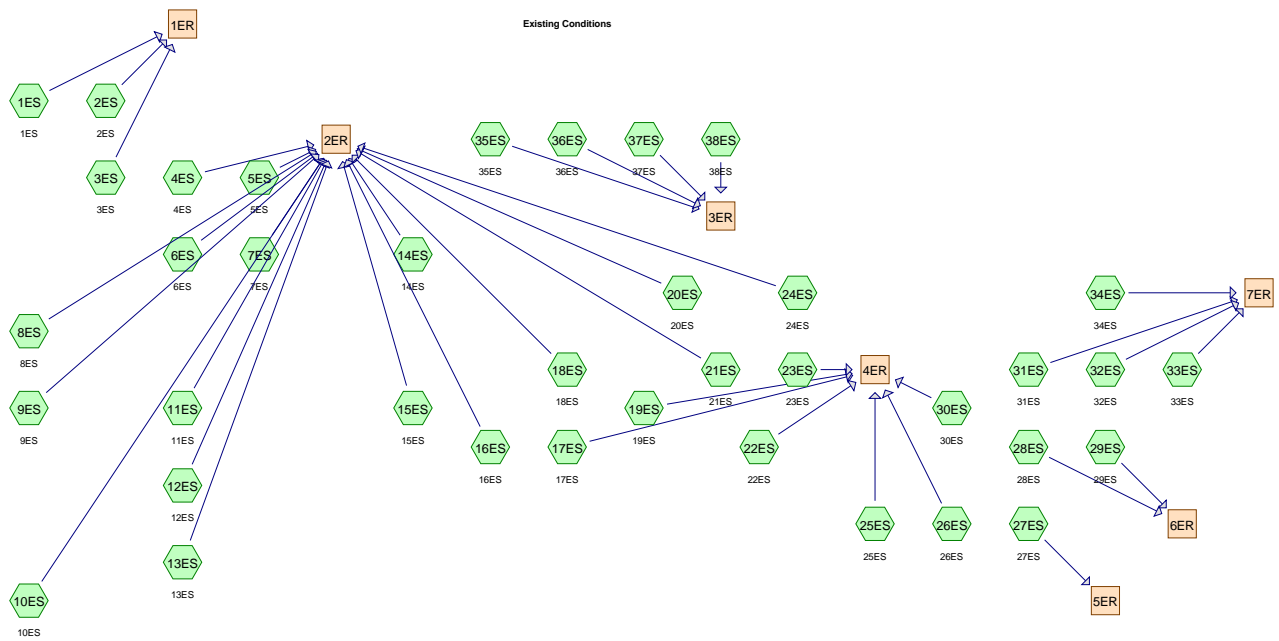 Existing Conditions
1ER
1ES
1ES
2ES
2ES
3ES
3ES
2ER
4ES
4ES
5ES
5ES
6ES
6ES
7ES
7ES
8ES
8ES
9ES
9ES
10ES
10ES
11ES
11ES
12ES
12ES
13ES
13ES
14ES
14ES
15ES
15ES
16ES
16ES
18ES
18ES
20ES
20ES
21ES
21ES
24ES
24ES
35ES
35ES
36ES
36ES
37ES
37ES
38ES
38ES
3ER
4ER
23ES
23ES
19ES
19ES
17ES
17ES
22ES
22ES
25ES
25ES
26ES
26ES
30ES
30ES
34ES
34ES
7ER
31ES
31ES
32ES
32ES
33ES
33ES
28ES
28ES
29ES
29ES
6ER
27ES
27ES
5ER